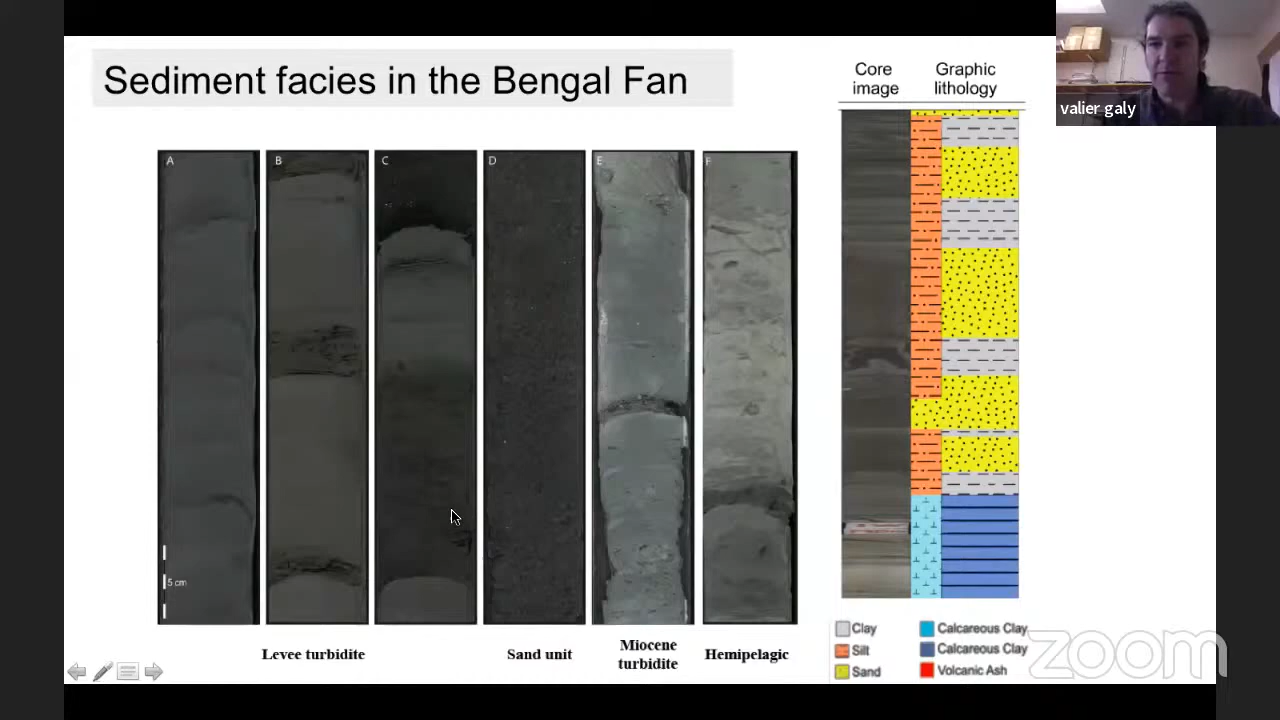 Sediment facies in the Bengal Fan
Core
image
Graphic
lithology
valier galy
A
B
C
D
E
F
5 cm
Levee turbidite
Sand unit
Miocene
turbidite
Hemipelagic
Clay
Silt
Sand
Calcareous Clay
Calcareous Clay
Volcanic Ash
zoom